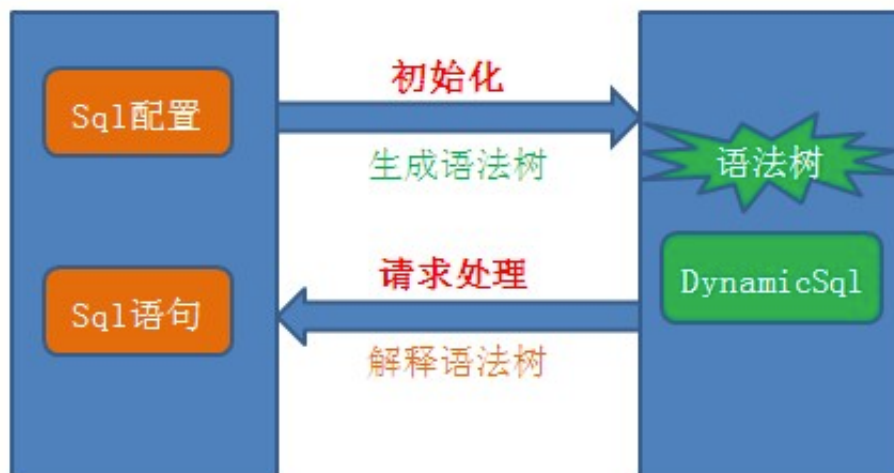 初始化
Sql配置
生成语法树
语法树
请求处理
DynamicSql
Sql语句
解释语法树